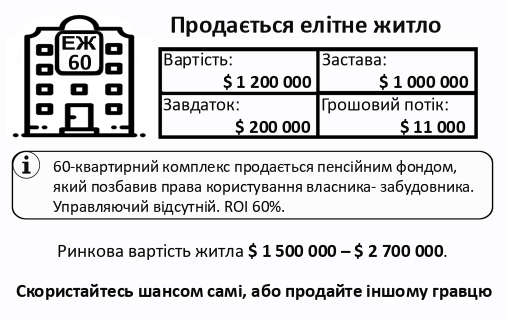 Продається елітне житло
ЕЖ
60
Вартість:
$ 1 200 000
Застава:
$ 1 000 000
Завдаток:
$ 200 000
Грошовий потік:
$ 11 000
i
60-квартирний комплекс продається пенсійним фондом,
який позбавив права користування власника- забудовника.
Управляючий відсутній. ROI 60%.
Ринкова вартість житла $ 1 500 000 – $ 2 700 000.
Скористайтесь шансом самі, або продайте іншому гравцю